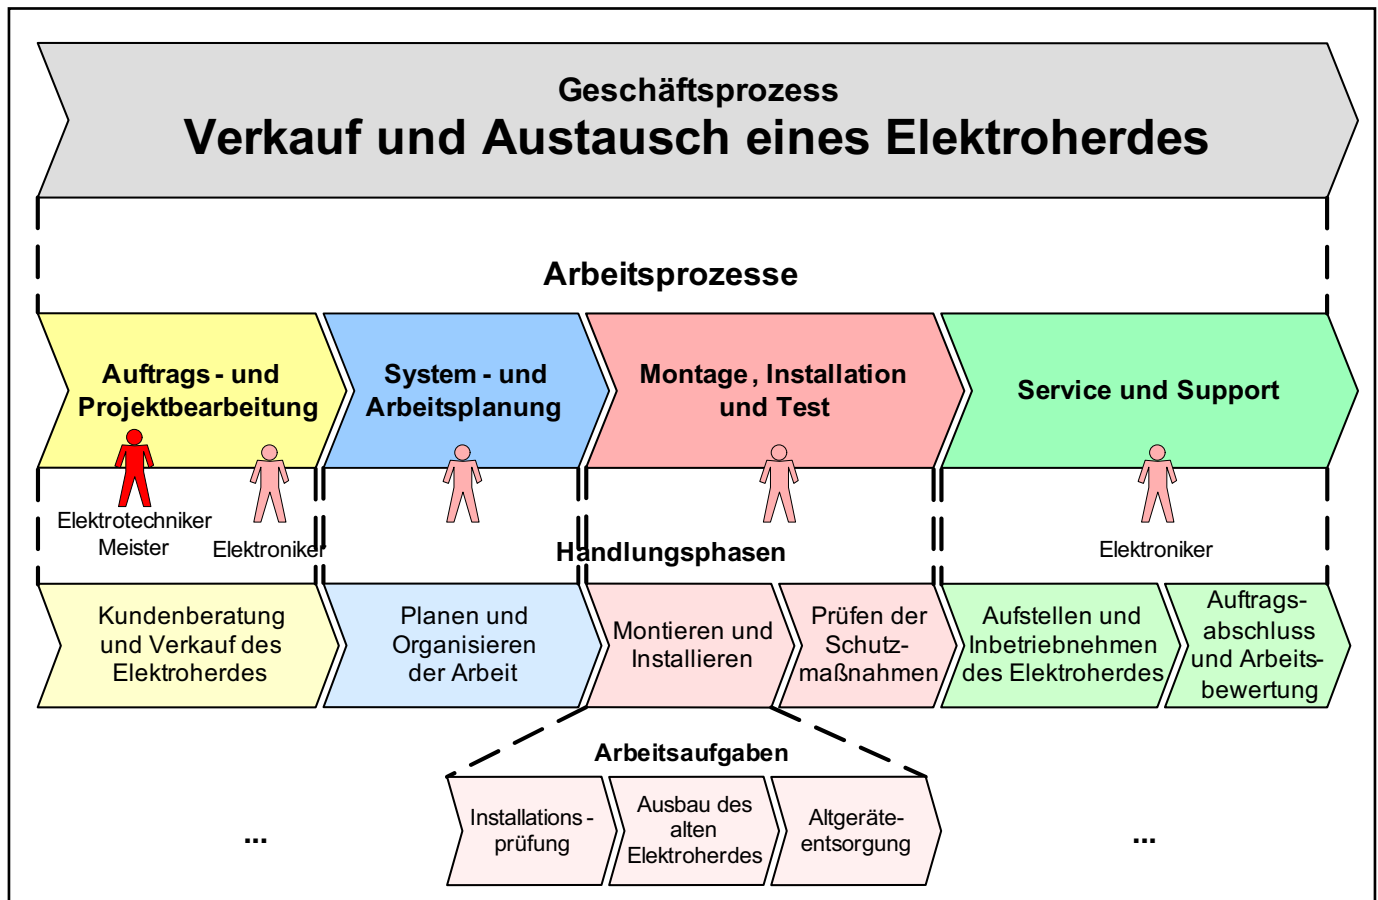 Geschäftsprozess
Verkauf und Austausch eines Elektroherdes
Arbeitsprozesse
Auftrags - und
Projektbearbeitung
System - und
Arbeitsplanung
Montage, Installation
und Test
Service und Support
Elektrotechniker
Meister
Elektroniker
Elektroniker
Handlungsphasen
Kundenberatung
und Verkauf des
Elektroherdes
Planen und
Organisieren
der Arbeit
Montieren und
Installieren
Prüfen der
Schutz-
maßnahmen
Aufstellen und
Inbetriebnehmen
des Elektroherdes
Auftrags-
abschluss
und Arbeits-
bewertung
Arbeitsaufgaben
...
Installations -
prüfung
Ausbau des
alten
Elektroherdes
Altgeräte-
entsorgung
...